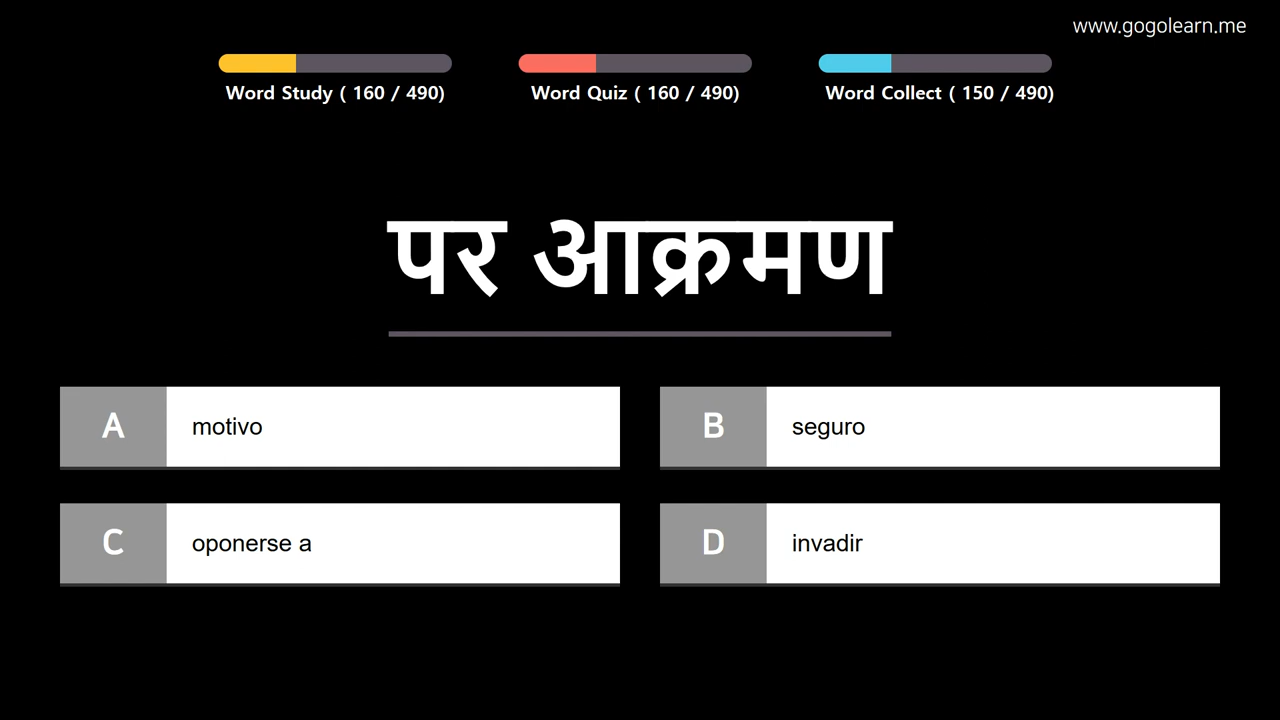 www.gogolearn.me
Word Study ( 160 / 490)
Word Quiz ( 160 / 490)
Word Collect ( 150 / 490)
पर आक्रमण
A motivo
B seguro
C oponerse a
D invadir